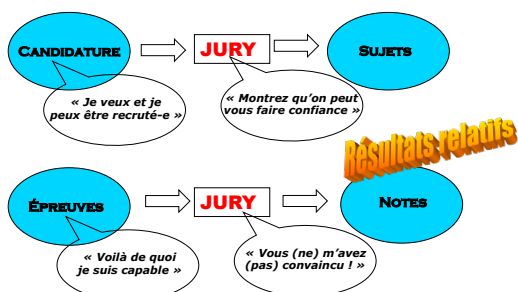 CANDIDATURE
JURY
SUJETS
« Je veux et je
peux être recruté-e »
« Montrez qu'on peut
vous faire confiance »
Résultats relatifs
ÉPREUVES
JURY
NOTES
« Voilà de quoi
je suis capable »
« Vous (ne) m'avez
(pas) convaincu ! »